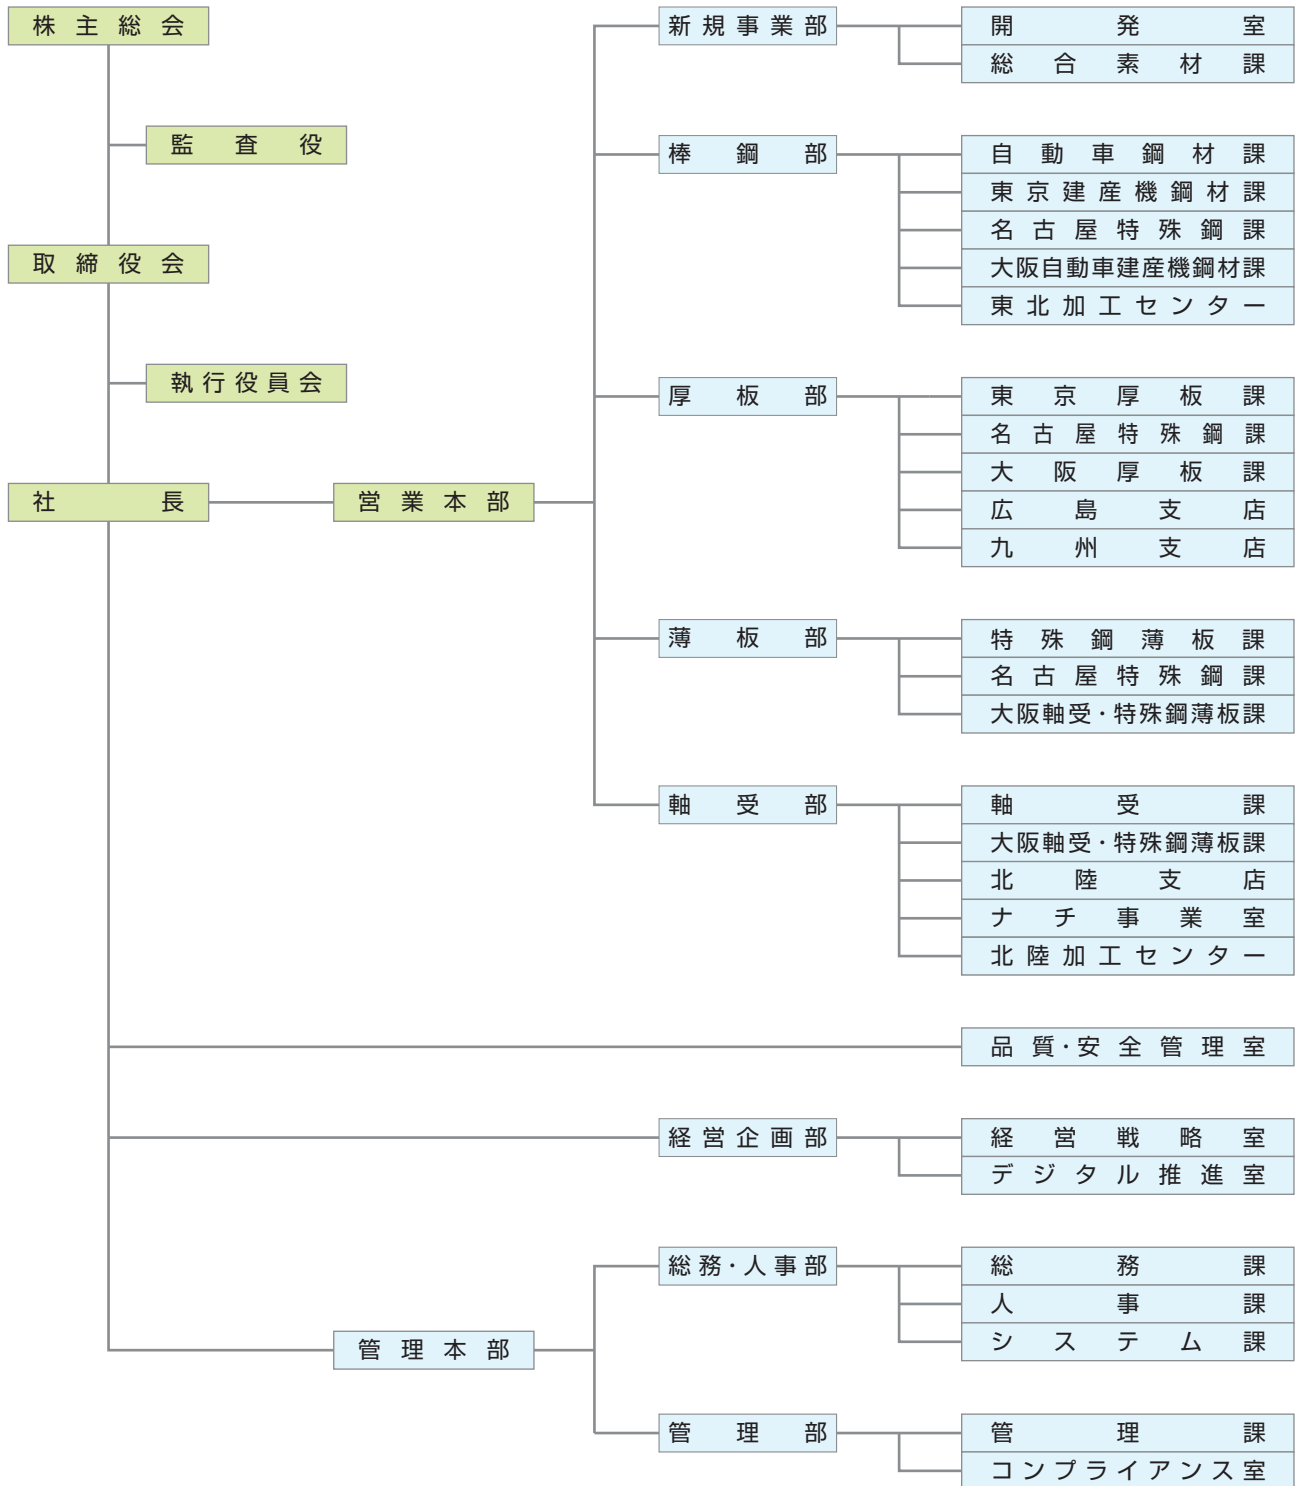 株主総会
監査役
取締役会
執行役員会
社長
営業本部
新規事業部
開発室
総合素材課
棒鋼部
自動車鋼材課
東京建産機鋼材課
名古屋特殊鋼課
大阪自動車建産機鋼材課
東北加工センター
厚板部
東京厚板課
名古屋特殊鋼課
大阪厚板課
広島支店
九州支店
薄板部
特殊鋼薄板課
名古屋特殊鋼課
大阪軸受・特殊鋼薄板課
軸受部
軸受課
大阪軸受・特殊鋼薄板課
北陸支店
ナチ事業室
北陸加工センター
品質・安全管理室
経営企画部
経営戦略室
デジタル推進室
管理本部
総務・人事部
総務課
人事課
システム課
管理部
管理課
コンプライアンス室